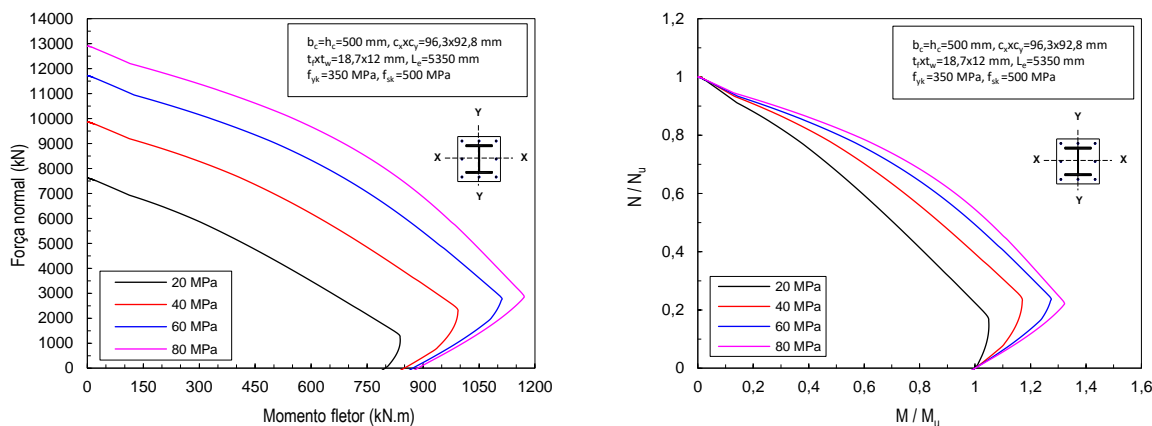 14000
13000
12000
11000
10000
9000
8000
7000
6000
5000
4000
3000
2000
1000
0
Força normal (kN)
b_c=h_c=500 mm, c_xxc_y=96,3x92,8 mm
t_fxt_w=18,7x12 mm, L_e=5350 mm
f_yk=350 MPa, f_sk=500 MPa
Y
X X
Y
20 MPa
40 MPa
60 MPa
80 MPa
0 150 300 450 600 750 900 1050 1200
Momento fletor (kN.m)
1,2
1
0,8
0,6
0,4
0,2
0
N / N_u
b_c=h_c=500 mm, c_xxc_y=96,3x92,8 mm
t_fxt_w=18,7x12 mm, L_e=5350 mm
f_yk=350 MPa, f_sk=500 MPa
Y
X X
Y
20 MPa
40 MPa
60 MPa
80 MPa
0 0,2 0,4 0,6 0,8 1 1,2 1,4 1,6
M / M_u